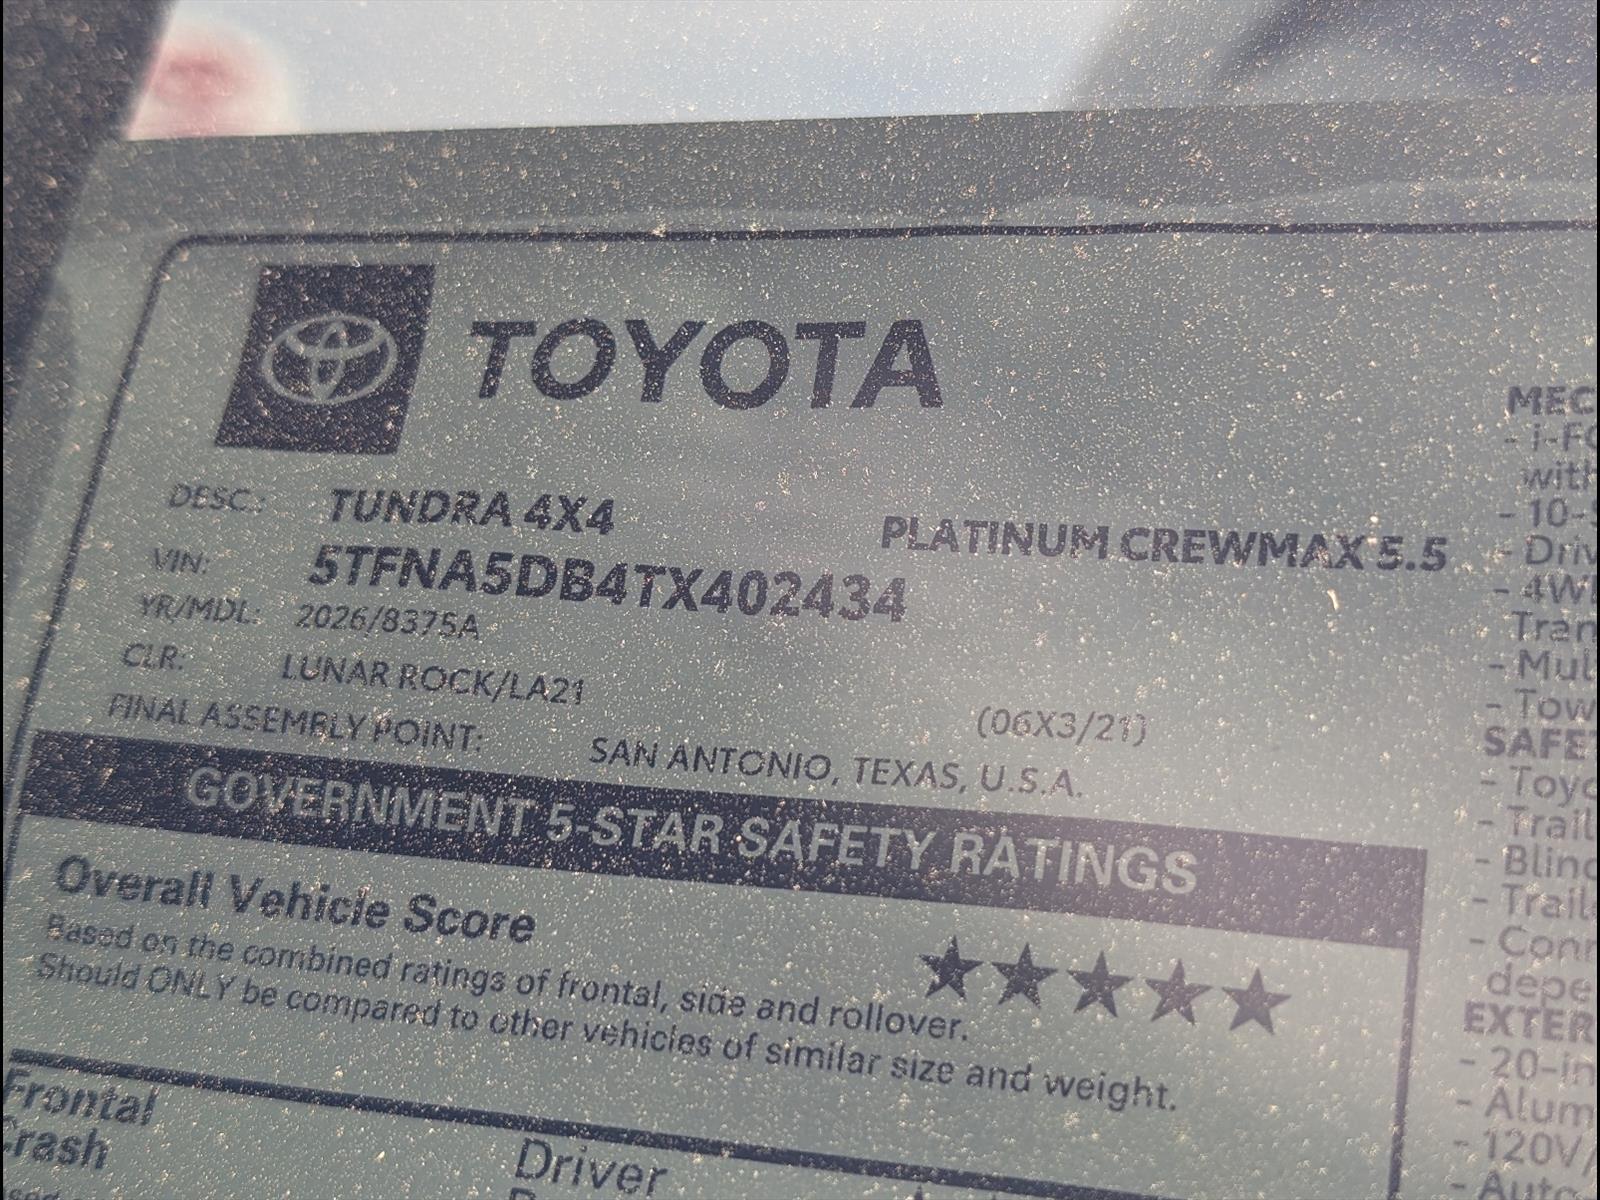 TOYOTA
DESC.: TUNDRA 4X4 PLATINUM CREWMAX 5.5
VIN: 5TFNA5DB4TX402434
YR/MDL: 2026/8375A
CLR: LUNAR ROCK/LA21 (06X3/21)
FINAL ASSEMBLY POINT: SAN ANTONIO, TEXAS, U.S.A.
GOVERNMENT 5-STAR SAFETY RATINGS
Overall Vehicle Score ★★★★★
Based on the combined ratings of frontal, side and rollover.
Should ONLY be compared to other vehicles of similar size and weight.
Frontal
Crash
Driver
MEC
- i-FO
with
- 10-S
- Driv
- 4W
Tran
- Mul
- Tow
SAFE
- Toyo
- Trail
- Blind
- Trail
- Conn
depe
EXTER
- 20-in
- Alum
- 120V/
- Auto